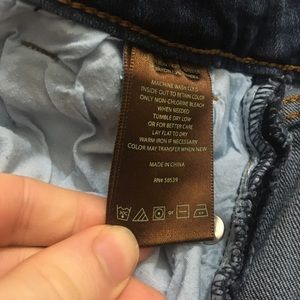 MACHINE WASH COLD
INSIDE OUT TO RETAIN COLOR
ONLY NON-CHLORINE BLEACH
WHEN NEEDED
TUMBLE DRY LOW
OR FOR BETTER CARE
LAY FLAT TO DRY
WARM IRON IF NECESSARY
COLOR MAY TRANSFER WHEN NEW
MADE IN CHINA
RN# 58539
or